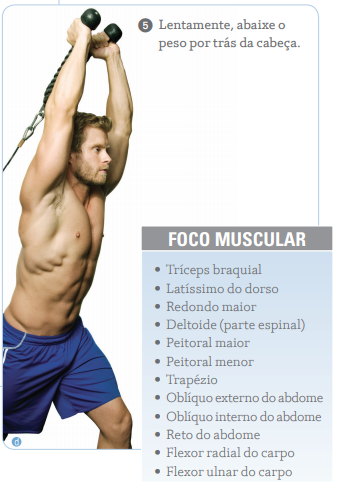 5 Lentamente, abaixe o
peso por trás da cabeça.
FOCO MUSCULAR
• Tríceps braquial
• Latíssimo do dorso
• Redondo maior
• Deltoide (parte espinal)
• Peitoral maior
• Peitoral menor
• Trapézio
• Oblíquo externo do abdome
• Oblíquo interno do abdome
• Reto do abdome
• Flexor radial do carpo
• Flexor ulnar do carpo
d